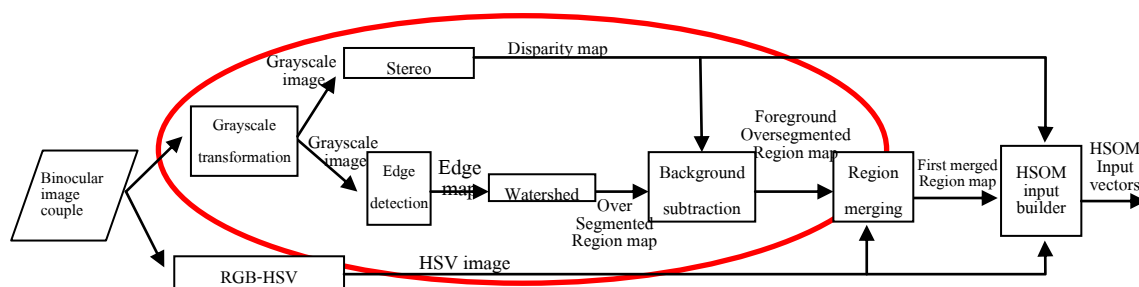 Disparity map
Grayscale
image
Stereo
Grayscale
transformation
Grayscale
image
Foreground
Oversegmented
Region map
Binocular
image
couple
Edge
detection
Edge
map
Watershed
Over
Segmented
Region map
Background
subtraction
Region
merging
First merged
Region map
HSOM
input
builder
HSOM
Input
vectors
RGB-HSV
HSV image